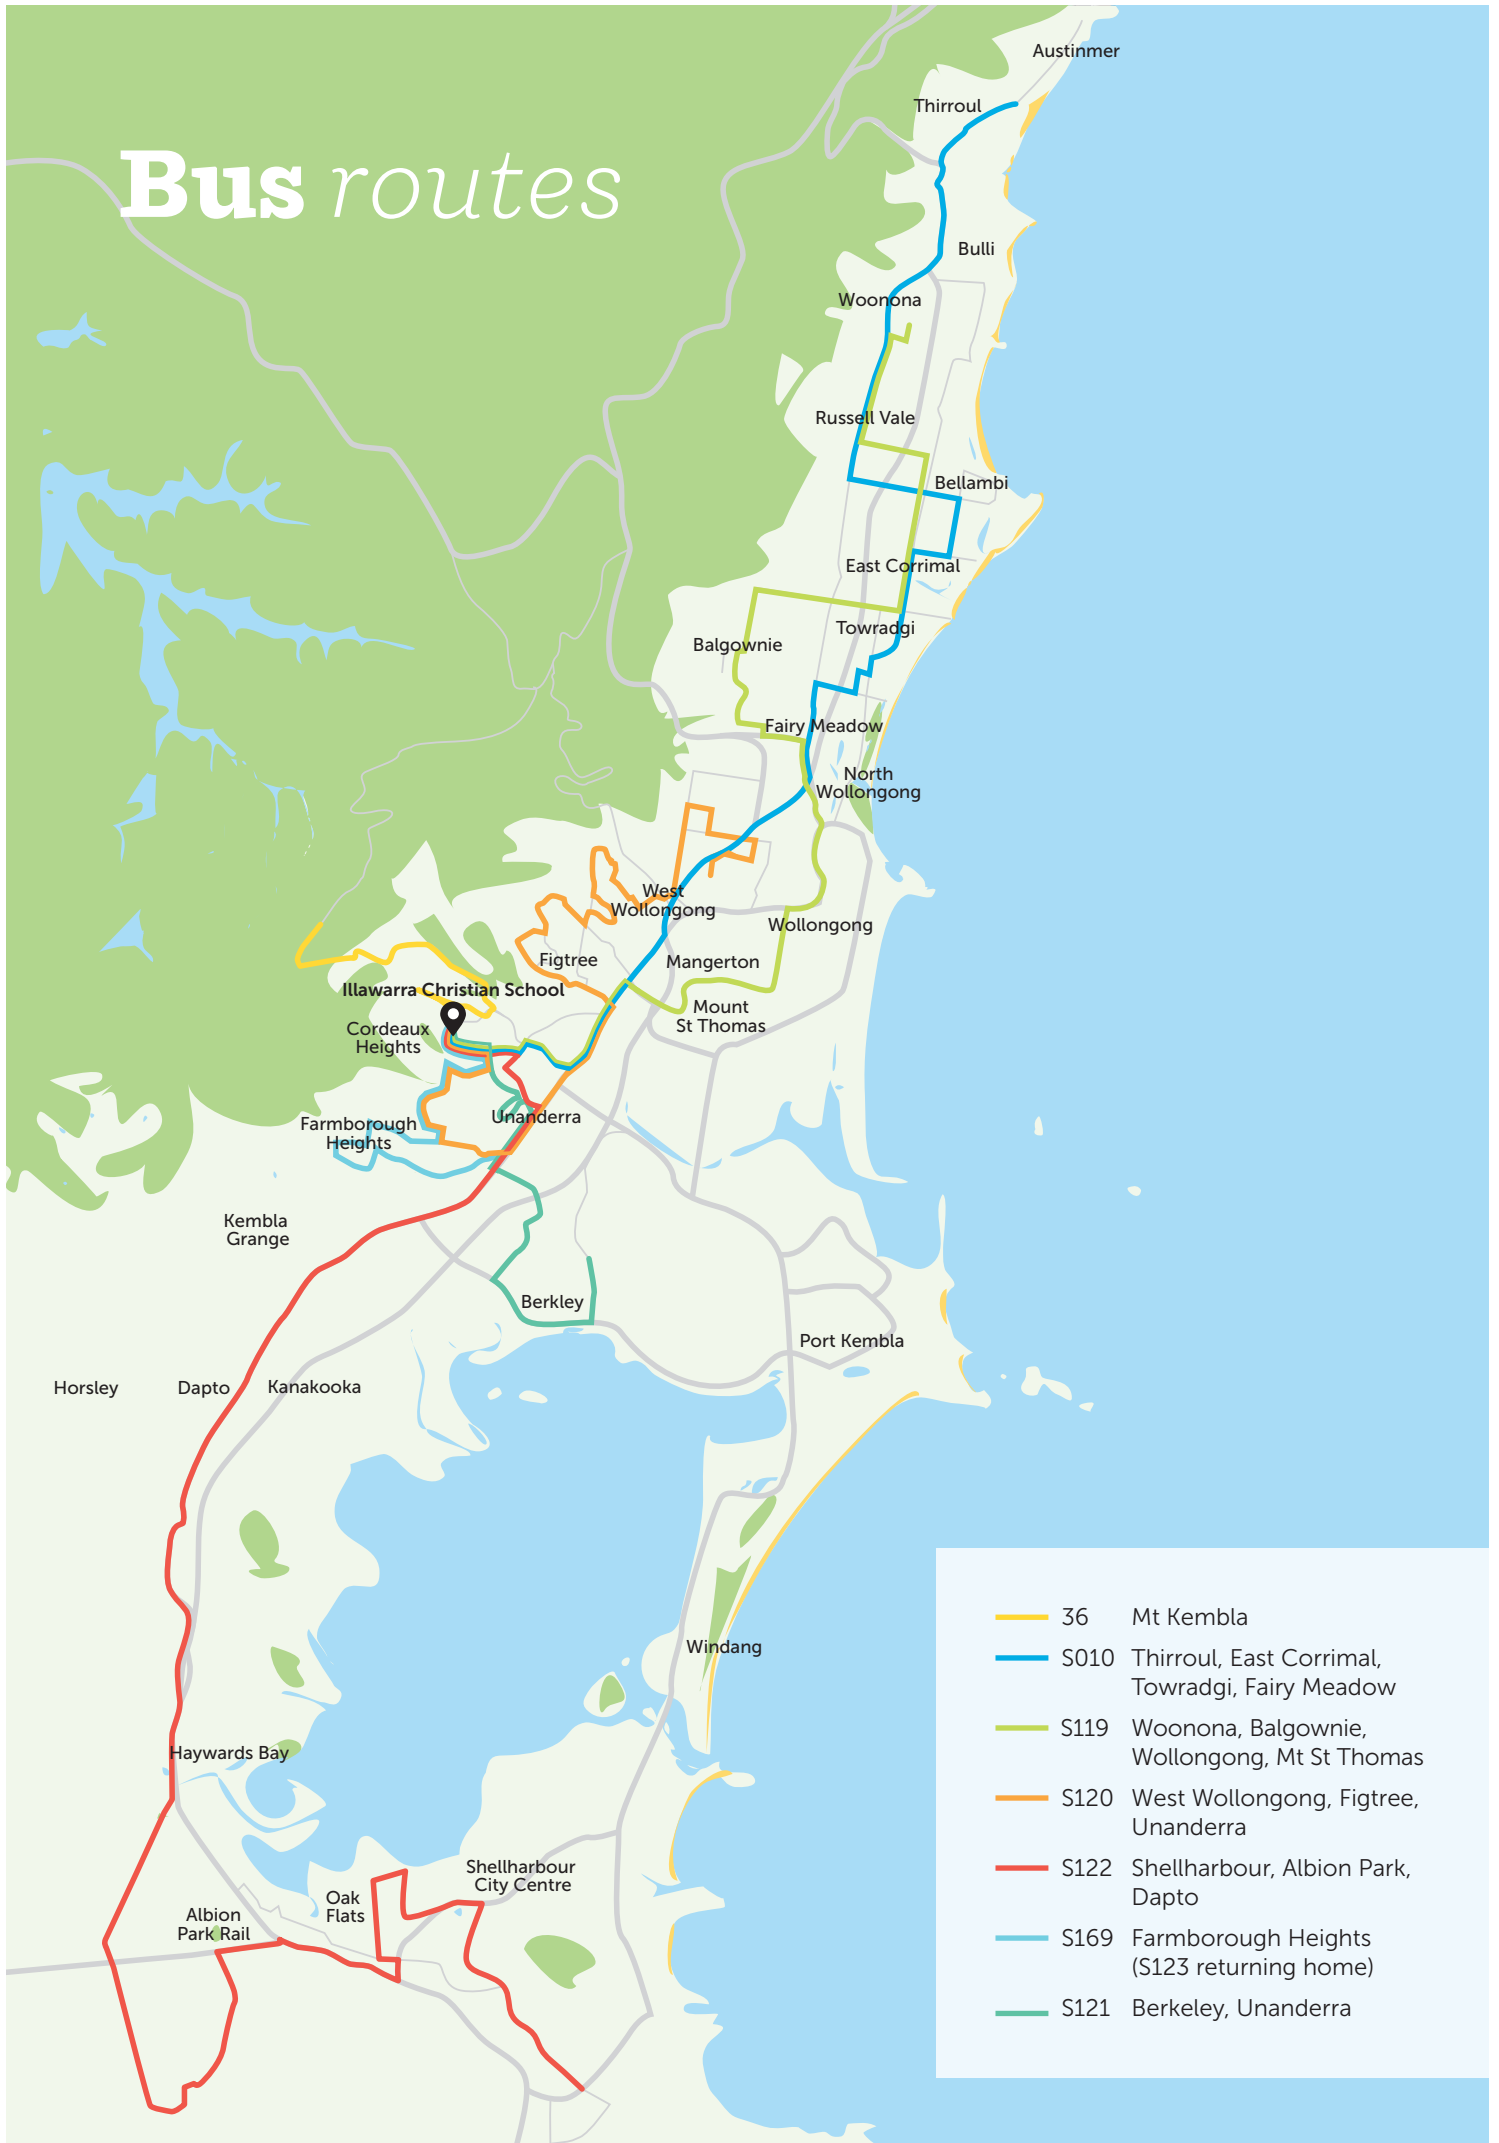 Bus routes
Austinmer
Thirroul
Bulli
Woonona
Russell Vale
Bellambi
East Corrimal
Towradgi
Balgownie
Fairy Meadow
North
Wollongong
West
Wollongong
Wollongong
Figtree
Mangerton
Illawarra Christian School
Mount
St Thomas
Cordeaux
Heights
Unanderra
Farmborough
Heights
Kembla
Grange
Berkley
Port Kembla
Horsley
Dapto
Kanakooka
Windang
Haywards Bay
Shellharbour
City Centre
Oak
Flats
Albion
Park Rail
36 Mt Kembla
S010 Thirroul, East Corrimal,
Towradgi, Fairy Meadow
S119 Woonona, Balgownie,
Wollongong, Mt St Thomas
S120 West Wollongong, Figtree,
Unanderra
S122 Shellharbour, Albion Park,
Dapto
S169 Farmborough Heights
(S123 returning home)
S121 Berkeley, Unanderra